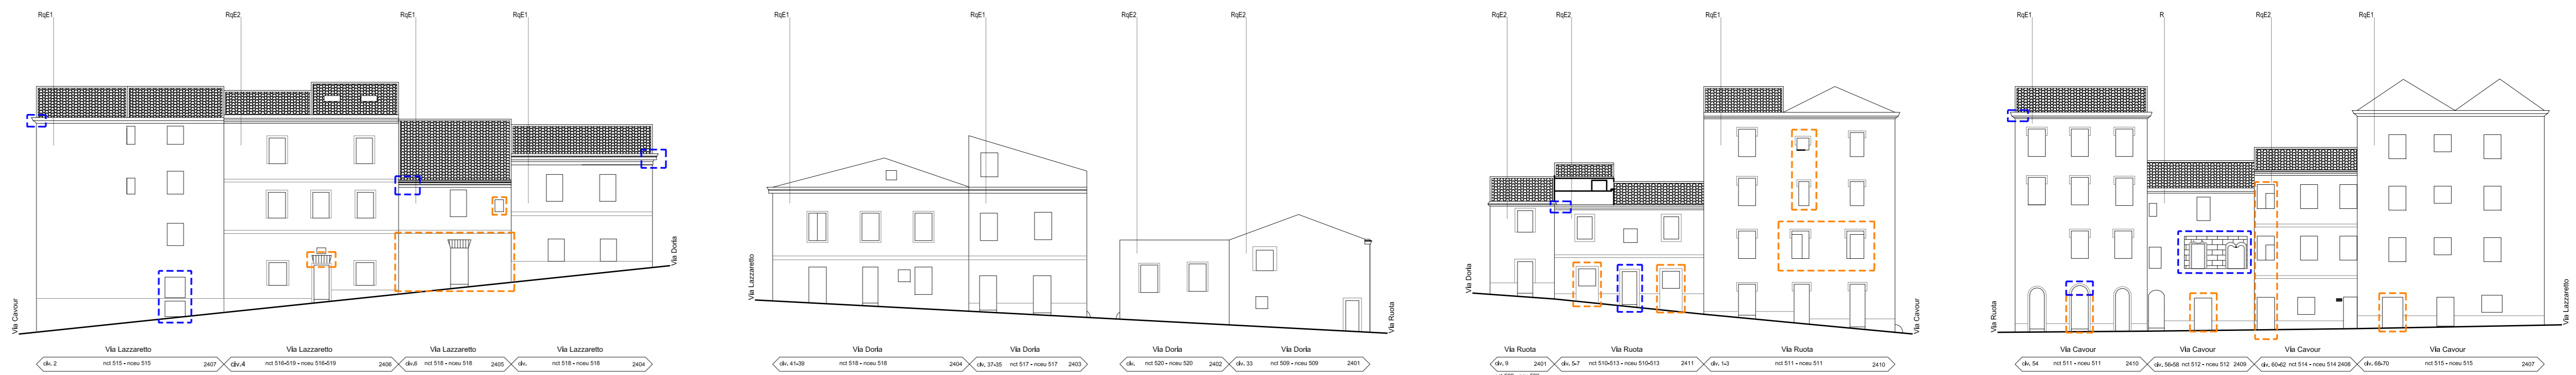 RqE1 RqE2 RqE1 RqE1
RqE1 RqE1 RqE2 RqE2
RqE2 RqE2 RqE1
RqE1 R RqE2 RqE1
Via Cavour
Via Doria
Via Lazzaretto Via Lazzaretto Via Lazzaretto Via Lazzaretto
civ. 2 nct 515 - nceu 515 2407
civ.4 nct 516-519 - nceu 516-519 2406
civ.6 nct 518 - nceu 518 2405
civ. nct 518 - nceu 518 2404
Via Lazzaretto
Via Ruota
Via Doria Via Doria Via Doria Via Doria
civ. 41-39 nct 518 - nceu 518 2404
civ. 37-35 nct 517 - nceu 517 2403
nct 520 - nceu 520 2402
civ. 33 nct 509 - nceu 509 2401
Via Doria
Via Cavour
Via Ruota Via Ruota Via Ruota
civ. 9 2401
civ. 5-7 nct 510-513 - nceu 510-513 2411
civ. 1-3 nct 511 - nceu 511 2410
Via Ruota
Via Lazzaretto
Via Cavour Via Cavour Via Cavour Via Cavour
civ. 54 nct 511 - nceu 511 2410
civ. 56-58 nct 512 - nceu 512 2409
civ. 60-62 nct 514 - nceu 514 2408
civ. 68-70 nct 515 - nceu 515 2407